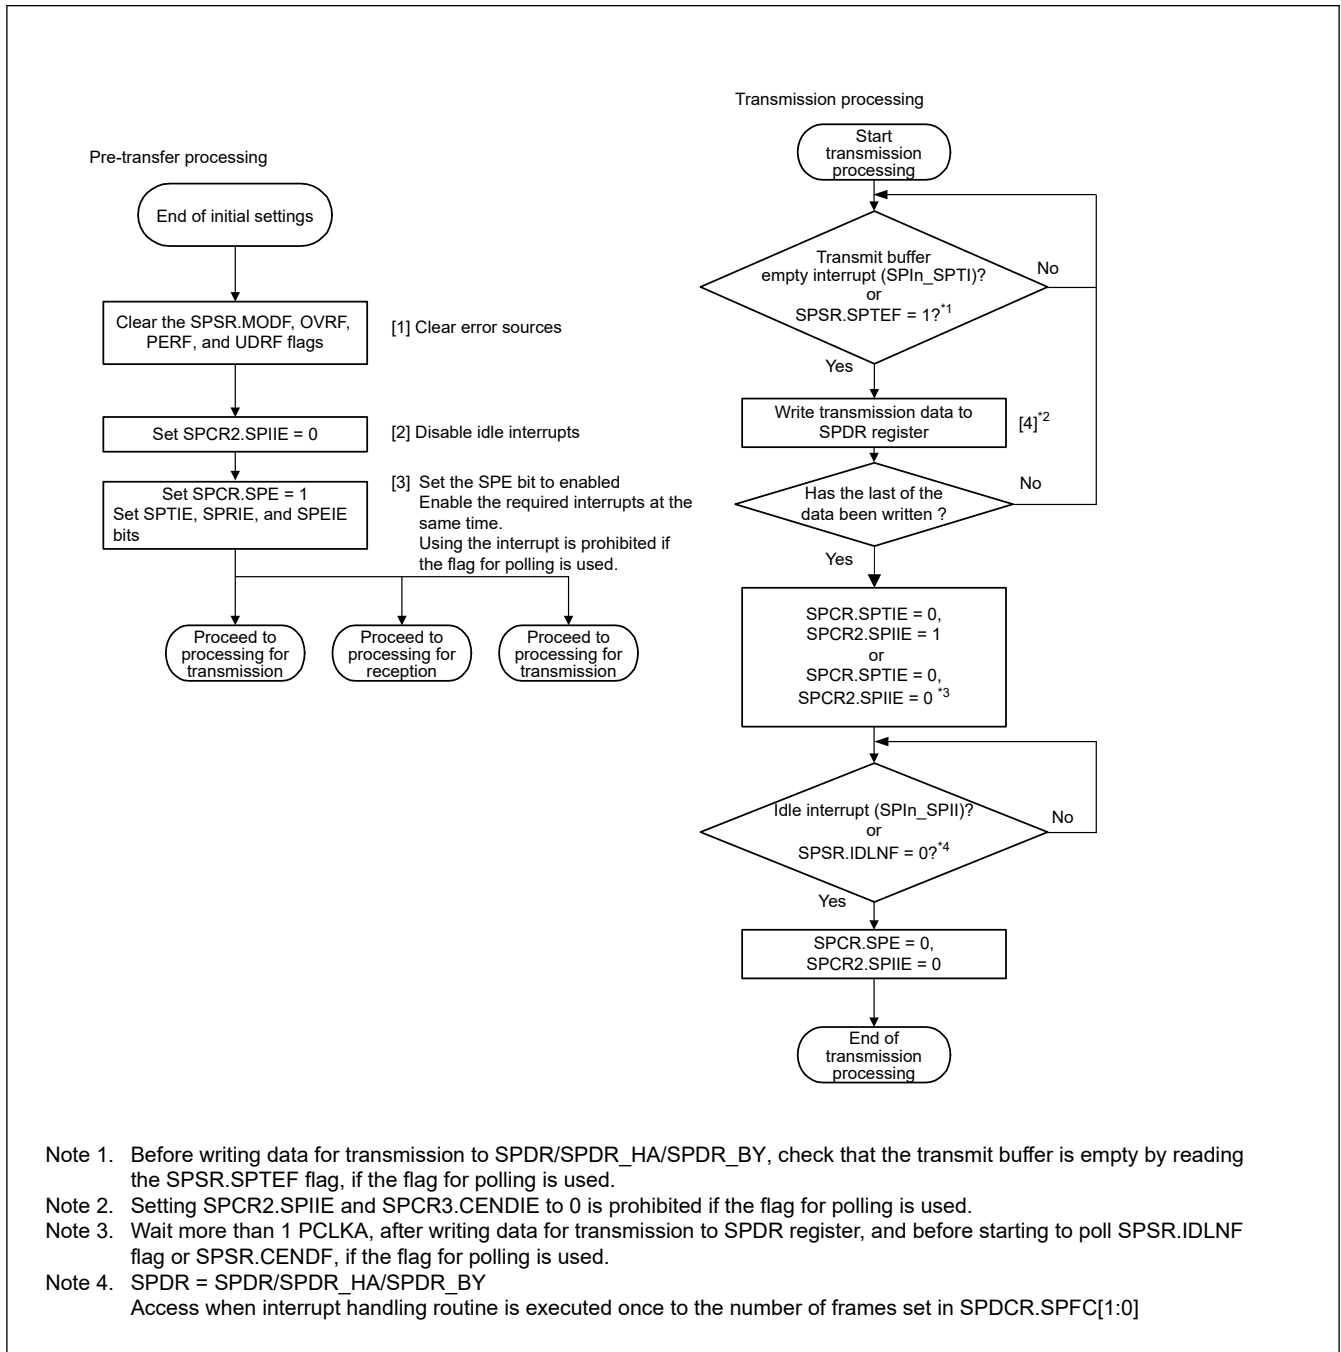 Pre-transfer processing
End of initial settings
Clear the SPSR.MODF, OVRF,
PERF, and UDRF flags
[1] Clear error sources
Set SPCR2.SPIIE = 0
[2] Disable idle interrupts
Set SPCR.SPE = 1
Set SPTIE, SPRIE, and SPEIE
bits
[3] Set the SPE bit to enabled
Enable the required interrupts at the
same time.
Using the interrupt is prohibited if
the flag for polling is used.
Proceed to
processing for
transmission
Proceed to
processing for
reception
Proceed to
processing for
transmission
Transmission processing
Start
transmission
processing
Transmit buffer
empty interrupt (SPIn_SPTI)?
or
SPSR.SPTEF = 1?*1
No
Yes
Write transmission data to
SPDR register
[4]*2
Has the last of the
data been written ?
No
Yes
SPCR.SPTIE = 0,
SPCR2.SPIIE = 1
or
SPCR.SPTIE = 0,
SPCR2.SPIIE = 0 *3
Idle interrupt (SPIn_SPII)?
or
SPSR.IDLNF = 0?*4
No
Yes
SPCR.SPE = 0,
SPCR2.SPIIE = 0
End of
transmission
processing
Note 1. Before writing data for transmission to SPDR/SPDR_HA/SPDR_BY, check that the transmit buffer is empty by reading
the SPSR.SPTEF flag, if the flag for polling is used.
Note 2. Setting SPCR2.SPIIE and SPCR3.CENDIE to 0 is prohibited if the flag for polling is used.
Note 3. Wait more than 1 PCLKA, after writing data for transmission to SPDR register, and before starting to poll SPSR.IDLNF
flag or SPSR.CENDF, if the flag for polling is used.
Note 4. SPDR = SPDR/SPDR_HA/SPDR_BY
Access when interrupt handling routine is executed once to the number of frames set in SPDCR.SPFC[1:0]